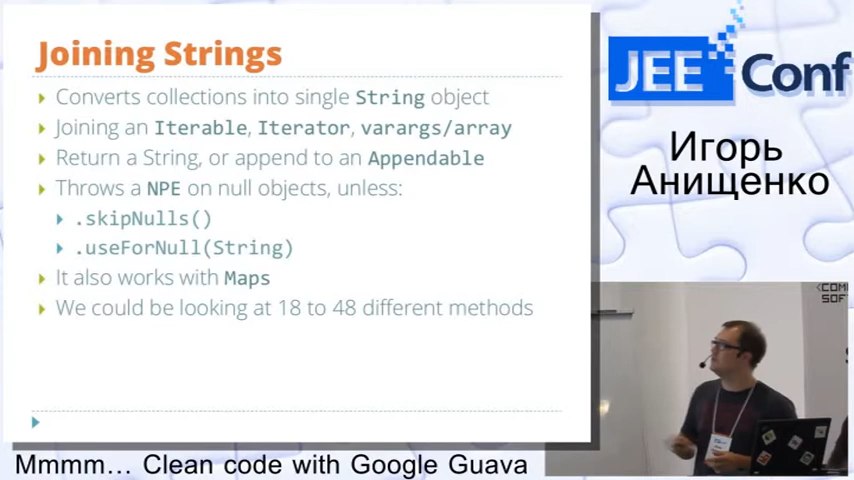 Joining Strings
Converts collections into single String object
Joining an Iterable, Iterator, varargs/array
Return a String, or append to an Appendable
Throws a NPE on null objects, unless:
.skipNulls()
.useForNull(String)
It also works with Maps
We could be looking at 18 to 48 different methods
JEE Conf
Игорь
Анищенко
Mmmm... Clean code with Google Guava